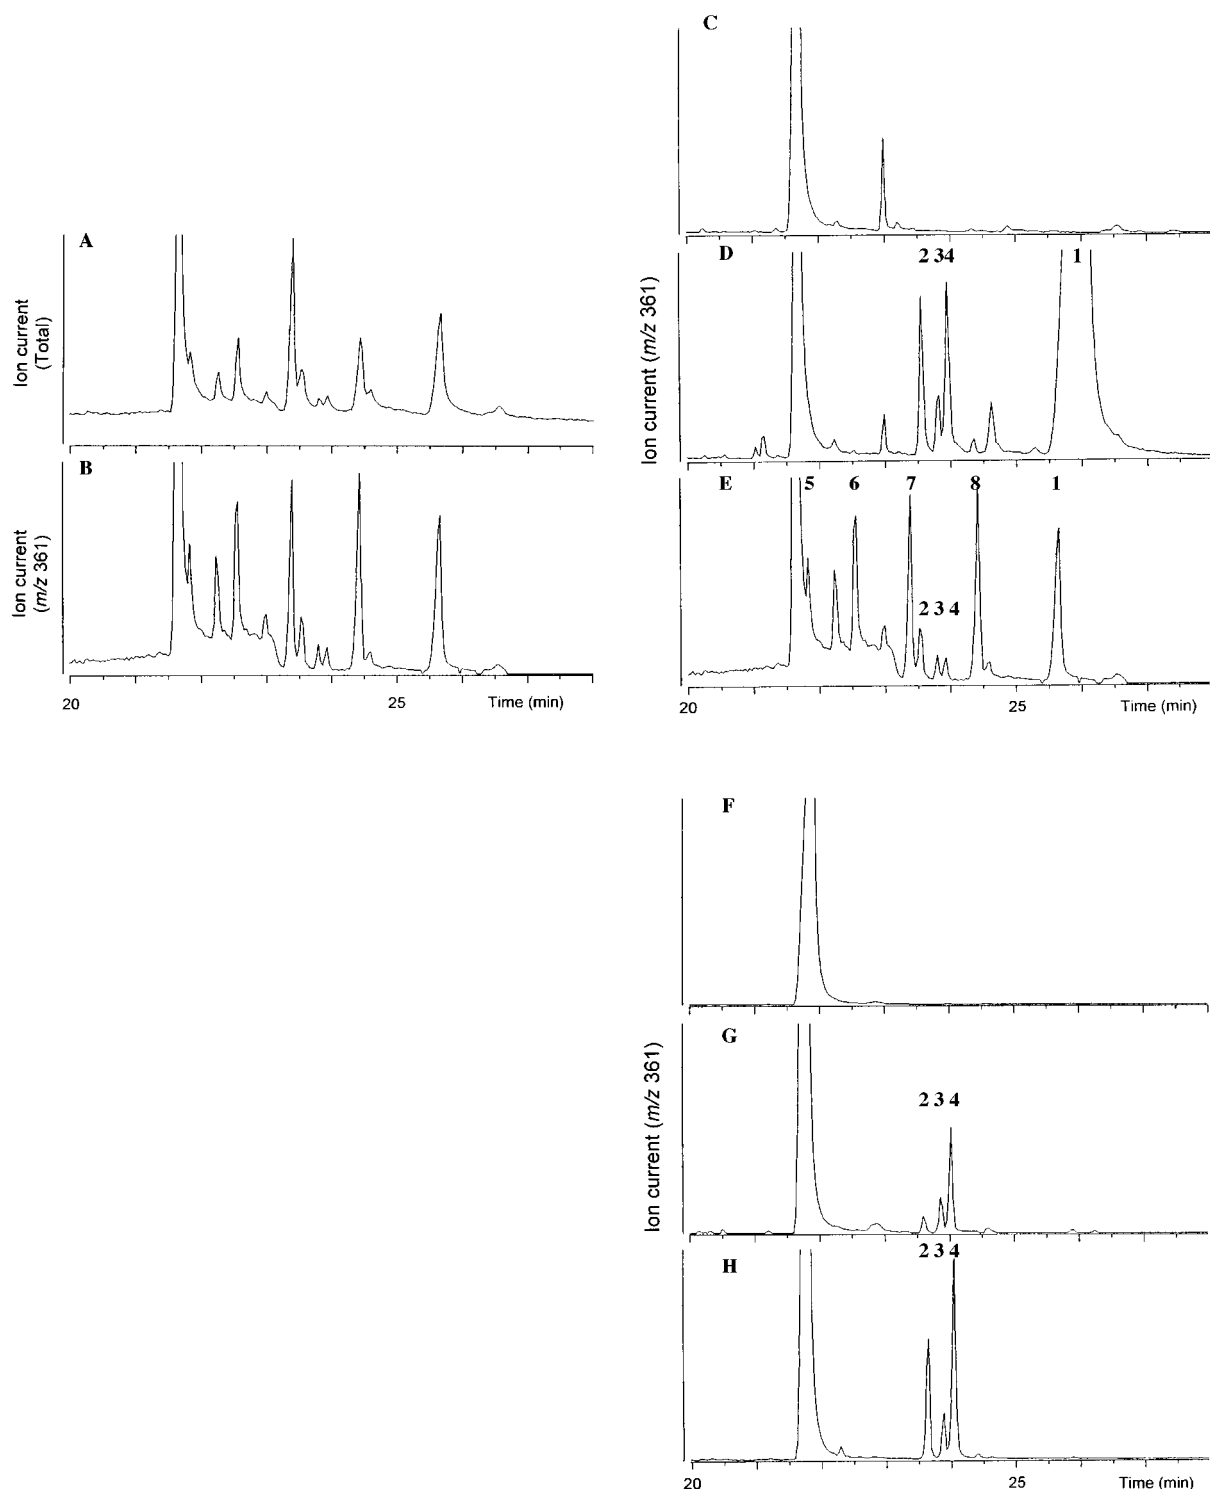 A
Ion current
(Total)
B
Ion current
(m/z 361)
20 25 Time (min)
C
D 2 3 4 1
Ion current (m/z 361)
E 5 6 7 8 1
2 3 4
20 25 Time (min)
F
G
2 3 4
Ion current (m/z 361)
H 2 3 4
20 25 Time (min)